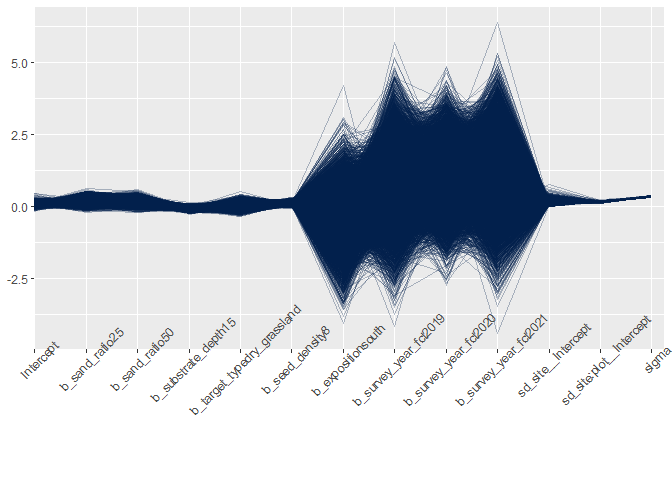 5.0
2.5
0.0
-2.5
Intercept
b_sand_ratio25
b_sand_ratio50
b_substrate_depth15
b_target_typedry_grassland
b_seed_density8
b_expositionsouth
b_survey_year_fct2019
b_survey_year_fct2020
b_survey_year_fct2021
sd_site__Intercept
sd_site:plot__Intercept
sigma